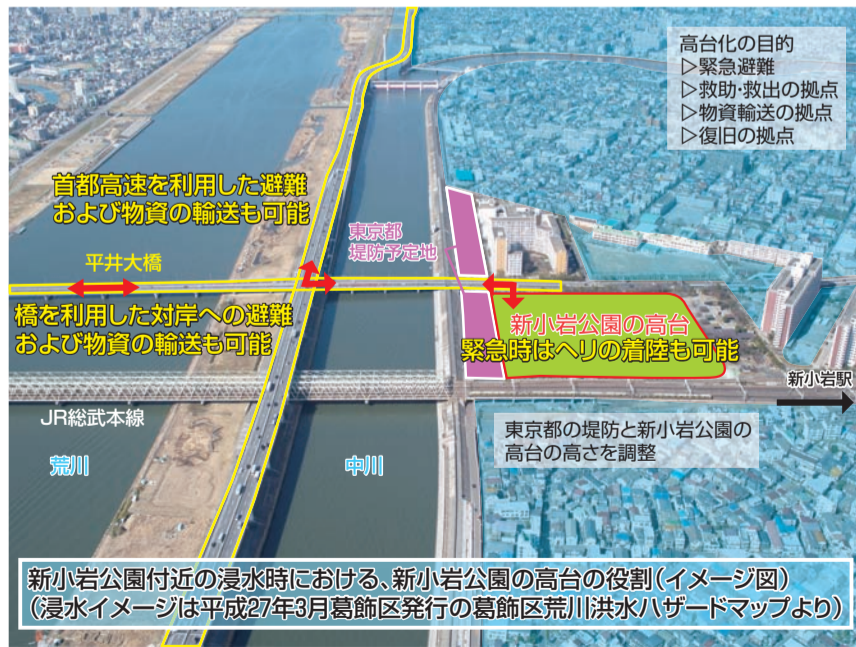 高台化の目的
▷緊急避難
▷救助・救出の拠点
▷物資輸送の拠点
▷復旧の拠点
首都高速を利用した避難
および物資の輸送も可能
東京都
堤防予定地
平井大橋
橋を利用した対岸への避難
および物資の輸送も可能
新小岩公園の高台
緊急時はヘリの着陸も可能
新小岩駅
JR総武本線
東京都の堤防と新小岩公園の
高台の高さを調整
荒川
中川
新小岩公園付近の浸水時における、新小岩公園の高台の役割(イメージ図)
(浸水イメージは平成27年3月葛飾区発行の葛飾区荒川洪水ハザードマップより)